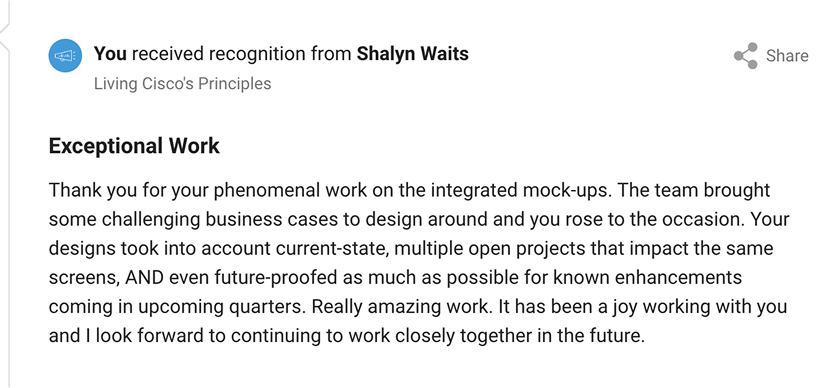 You received recognition from Shalyn Waits
Share
Living Cisco's Principles
Exceptional Work
Thank you for your phenomenal work on the integrated mock-ups. The team brought
some challenging business cases to design around and you rose to the occasion. Your
designs took into account current-state, multiple open projects that impact the same
screens, AND even future-proofed as much as possible for known enhancements
coming in upcoming quarters. Really amazing work. It has been a joy working with you
and I look forward to continuing to work closely together in the future.